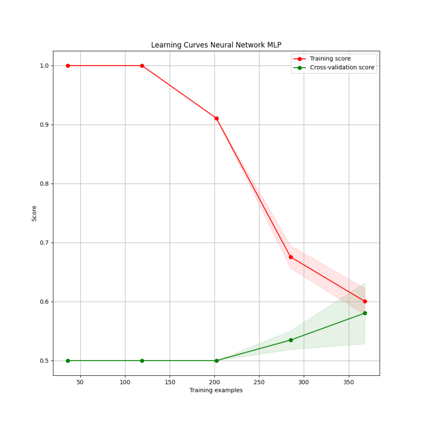 Learning Curves Neural Network MLP
Training score
Cross-validation score
1.0
0.9
0.8
0.7
0.6
0.5
Score
50 100 150 200 250 300 350
Training examples